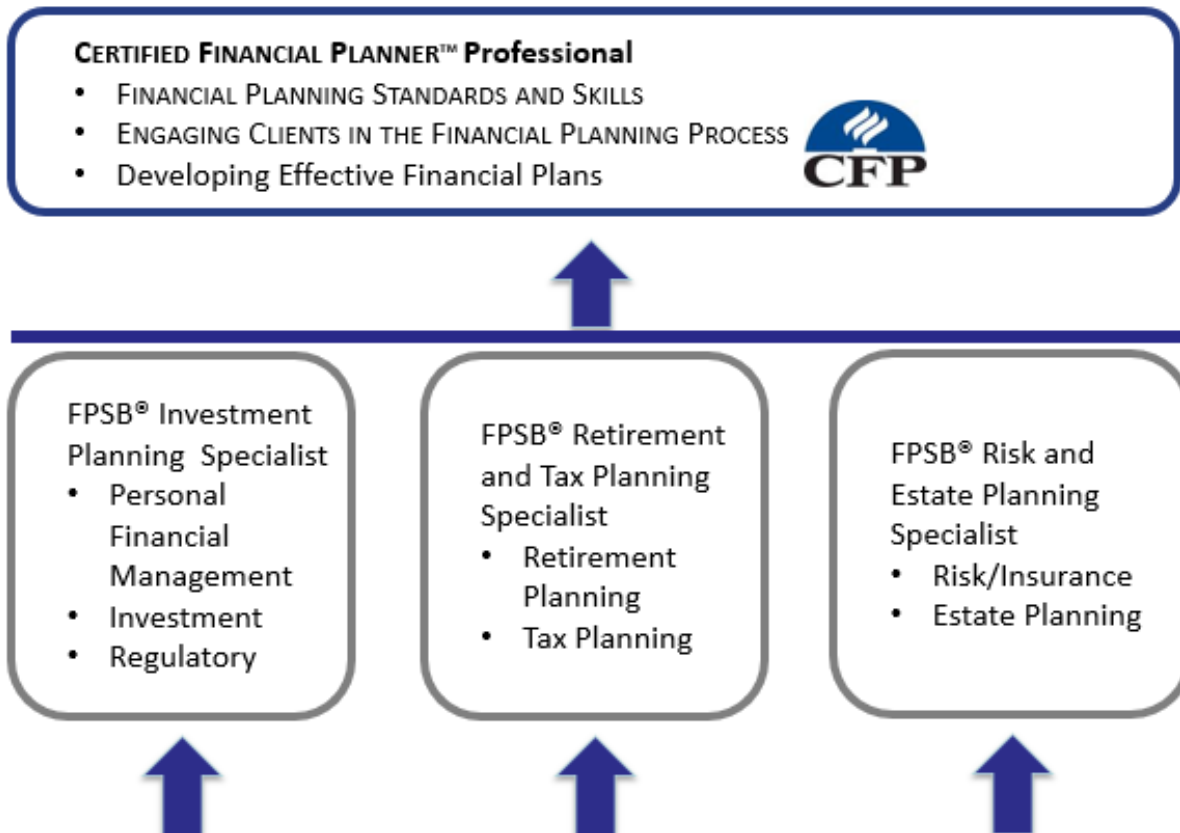 CERTIFIED FINANCIAL PLANNER™ Professional
• FINANCIAL PLANNING STANDARDS AND SKILLS
• ENGAGING CLIENTS IN THE FINANCIAL PLANNING PROCESS
• Developing Effective Financial Plans
CFP
FPSB® Investment
Planning Specialist
• Personal
Financial
Management
• Investment
• Regulatory
FPSB® Retirement
and Tax Planning
Specialist
• Retirement
Planning
• Tax Planning
FPSB® Risk and
Estate Planning
Specialist
• Risk/Insurance
• Estate Planning